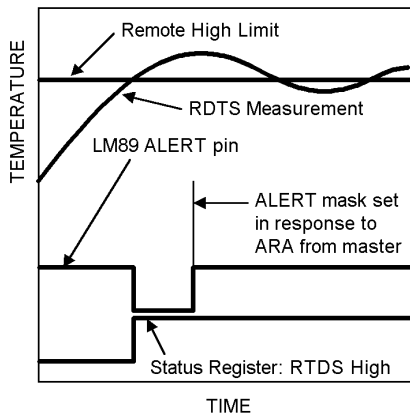 Remote High Limit
RDTS Measurement
LM89 ALERT pin
ALERT mask set
in response to
ARA from master
Status Register: RTDS High
TEMPERATURE
TIME